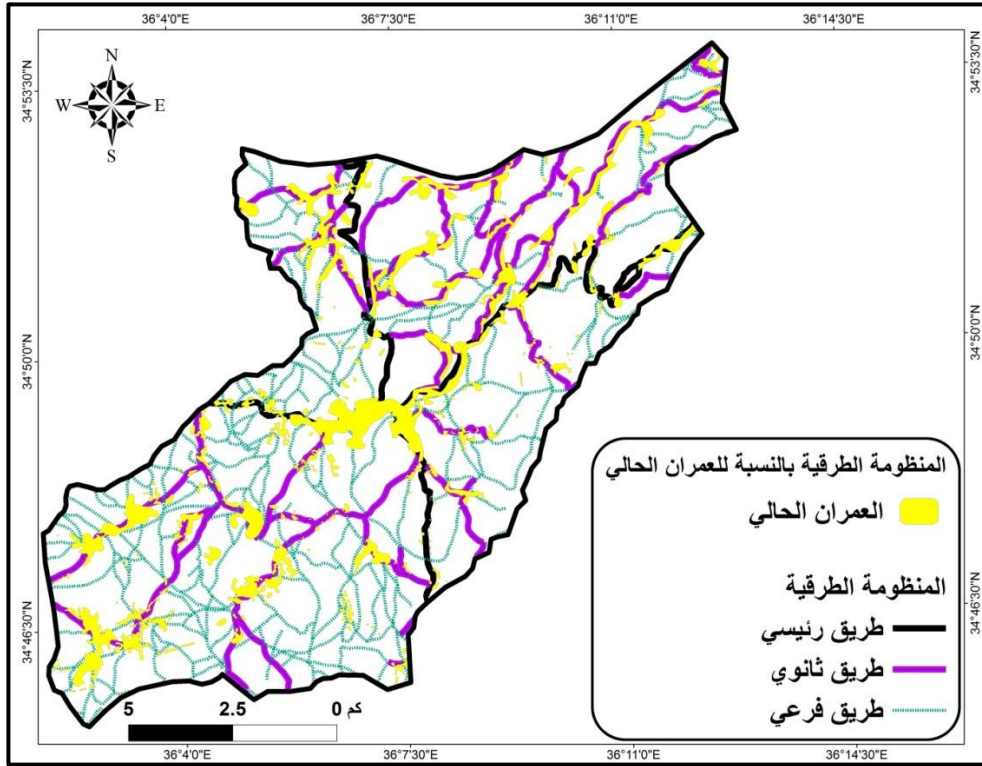 36°4'0"E 36°7'30"E 36°11'0"E 36°14'30"E
34°53'30"N
34°53'30"N
N
W E
S
34°50'0"N
34°50'0"N
34°46'30"N
34°46'30"N
المنظومة الطرقية بالنسبة للعمران الحالي
العمران الحالي
المنظومة الطرقية
طريق رئيسي
طريق ثانوي
طريق فرعي
5 2.5 0 كم
36°4'0"E 36°7'30"E 36°11'0"E 36°14'30"E